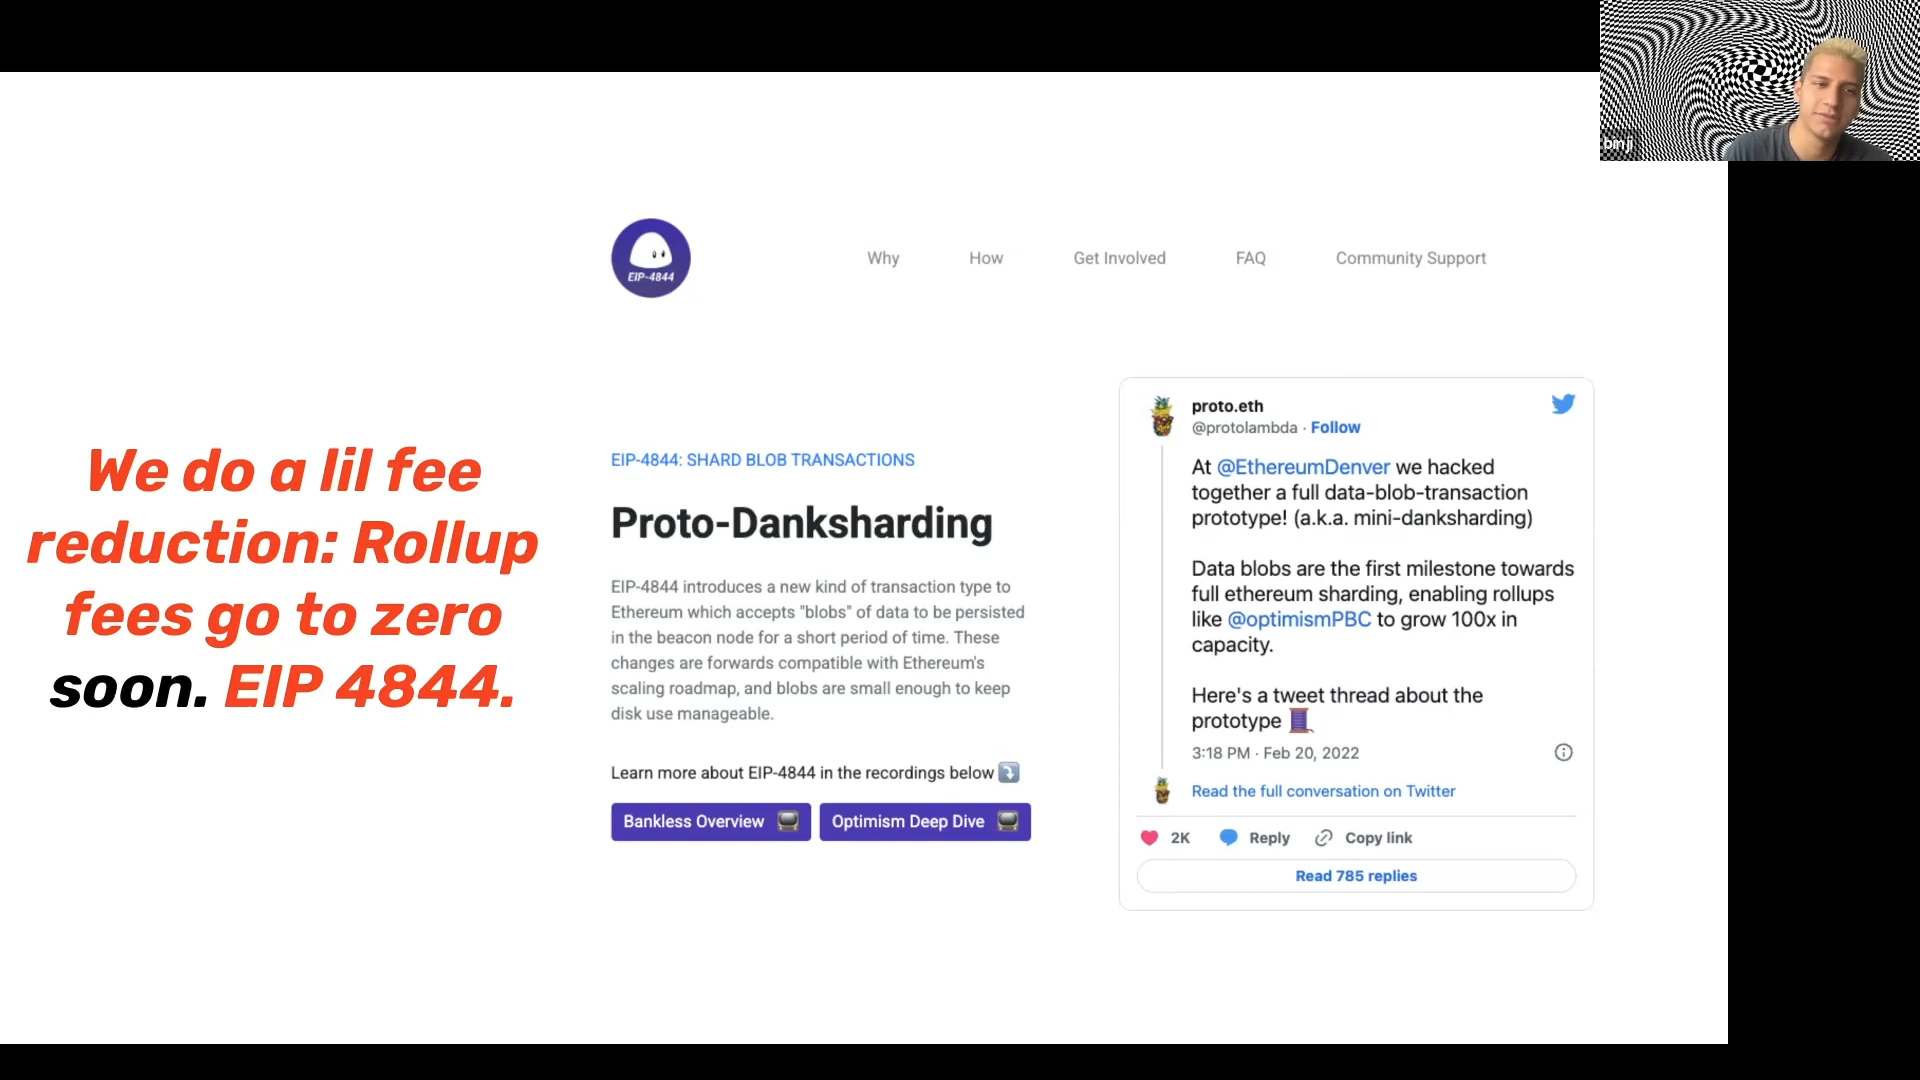 binji
EIP-4844
Why
How
Get Involved
FAQ
Community Support
We do a lil fee
reduction: Rollup
fees go to zero
soon. EIP 4844.
EIP-4844: SHARD BLOB TRANSACTIONS
Proto-Danksharding
EIP-4844 introduces a new kind of transaction type to
Ethereum which accepts "blobs" of data to be persisted
in the beacon node for a short period of time. These
changes are forwards compatible with Ethereum's
scaling roadmap, and blobs are small enough to keep
disk use manageable.
Learn more about EIP-4844 in the recordings below
Bankless Overview
Optimism Deep Dive
proto.eth
@protolambda · Follow
At @EthereumDenver we hacked
together a full data-blob-transaction
prototype! (a.k.a. mini-danksharding)
Data blobs are the first milestone towards
full ethereum sharding, enabling rollups
like @optimismPBC to grow 100x in
capacity.
Here's a tweet thread about the
prototype
3:18 PM · Feb 20, 2022
Read the full conversation on Twitter
2K
Reply
Copy link
Read 785 replies